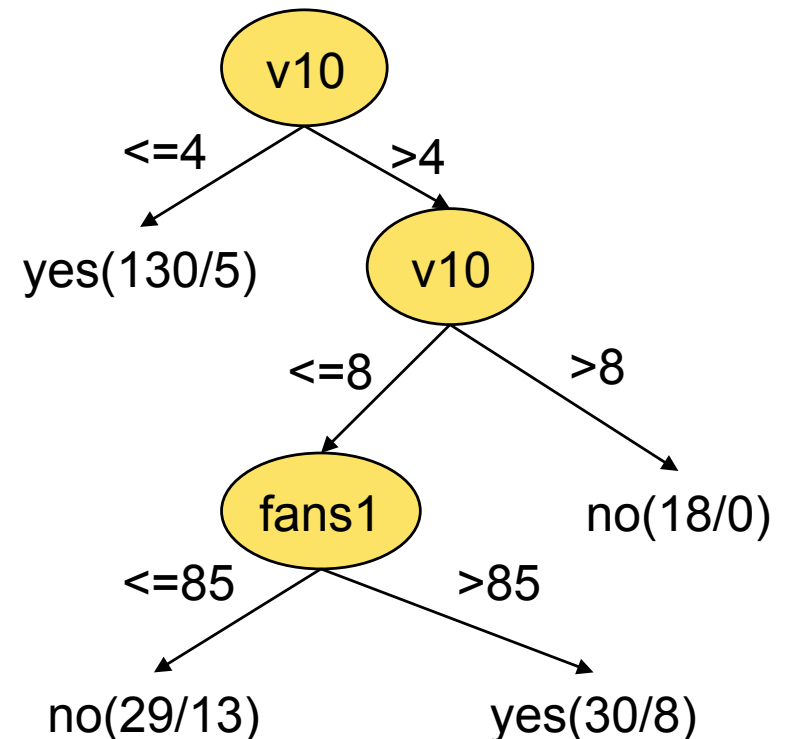 v10
<=4 >4
yes(130/5) v10
<=8 >8
fans1 no(18/0)
<=85 >85
no(29/13) yes(30/8)